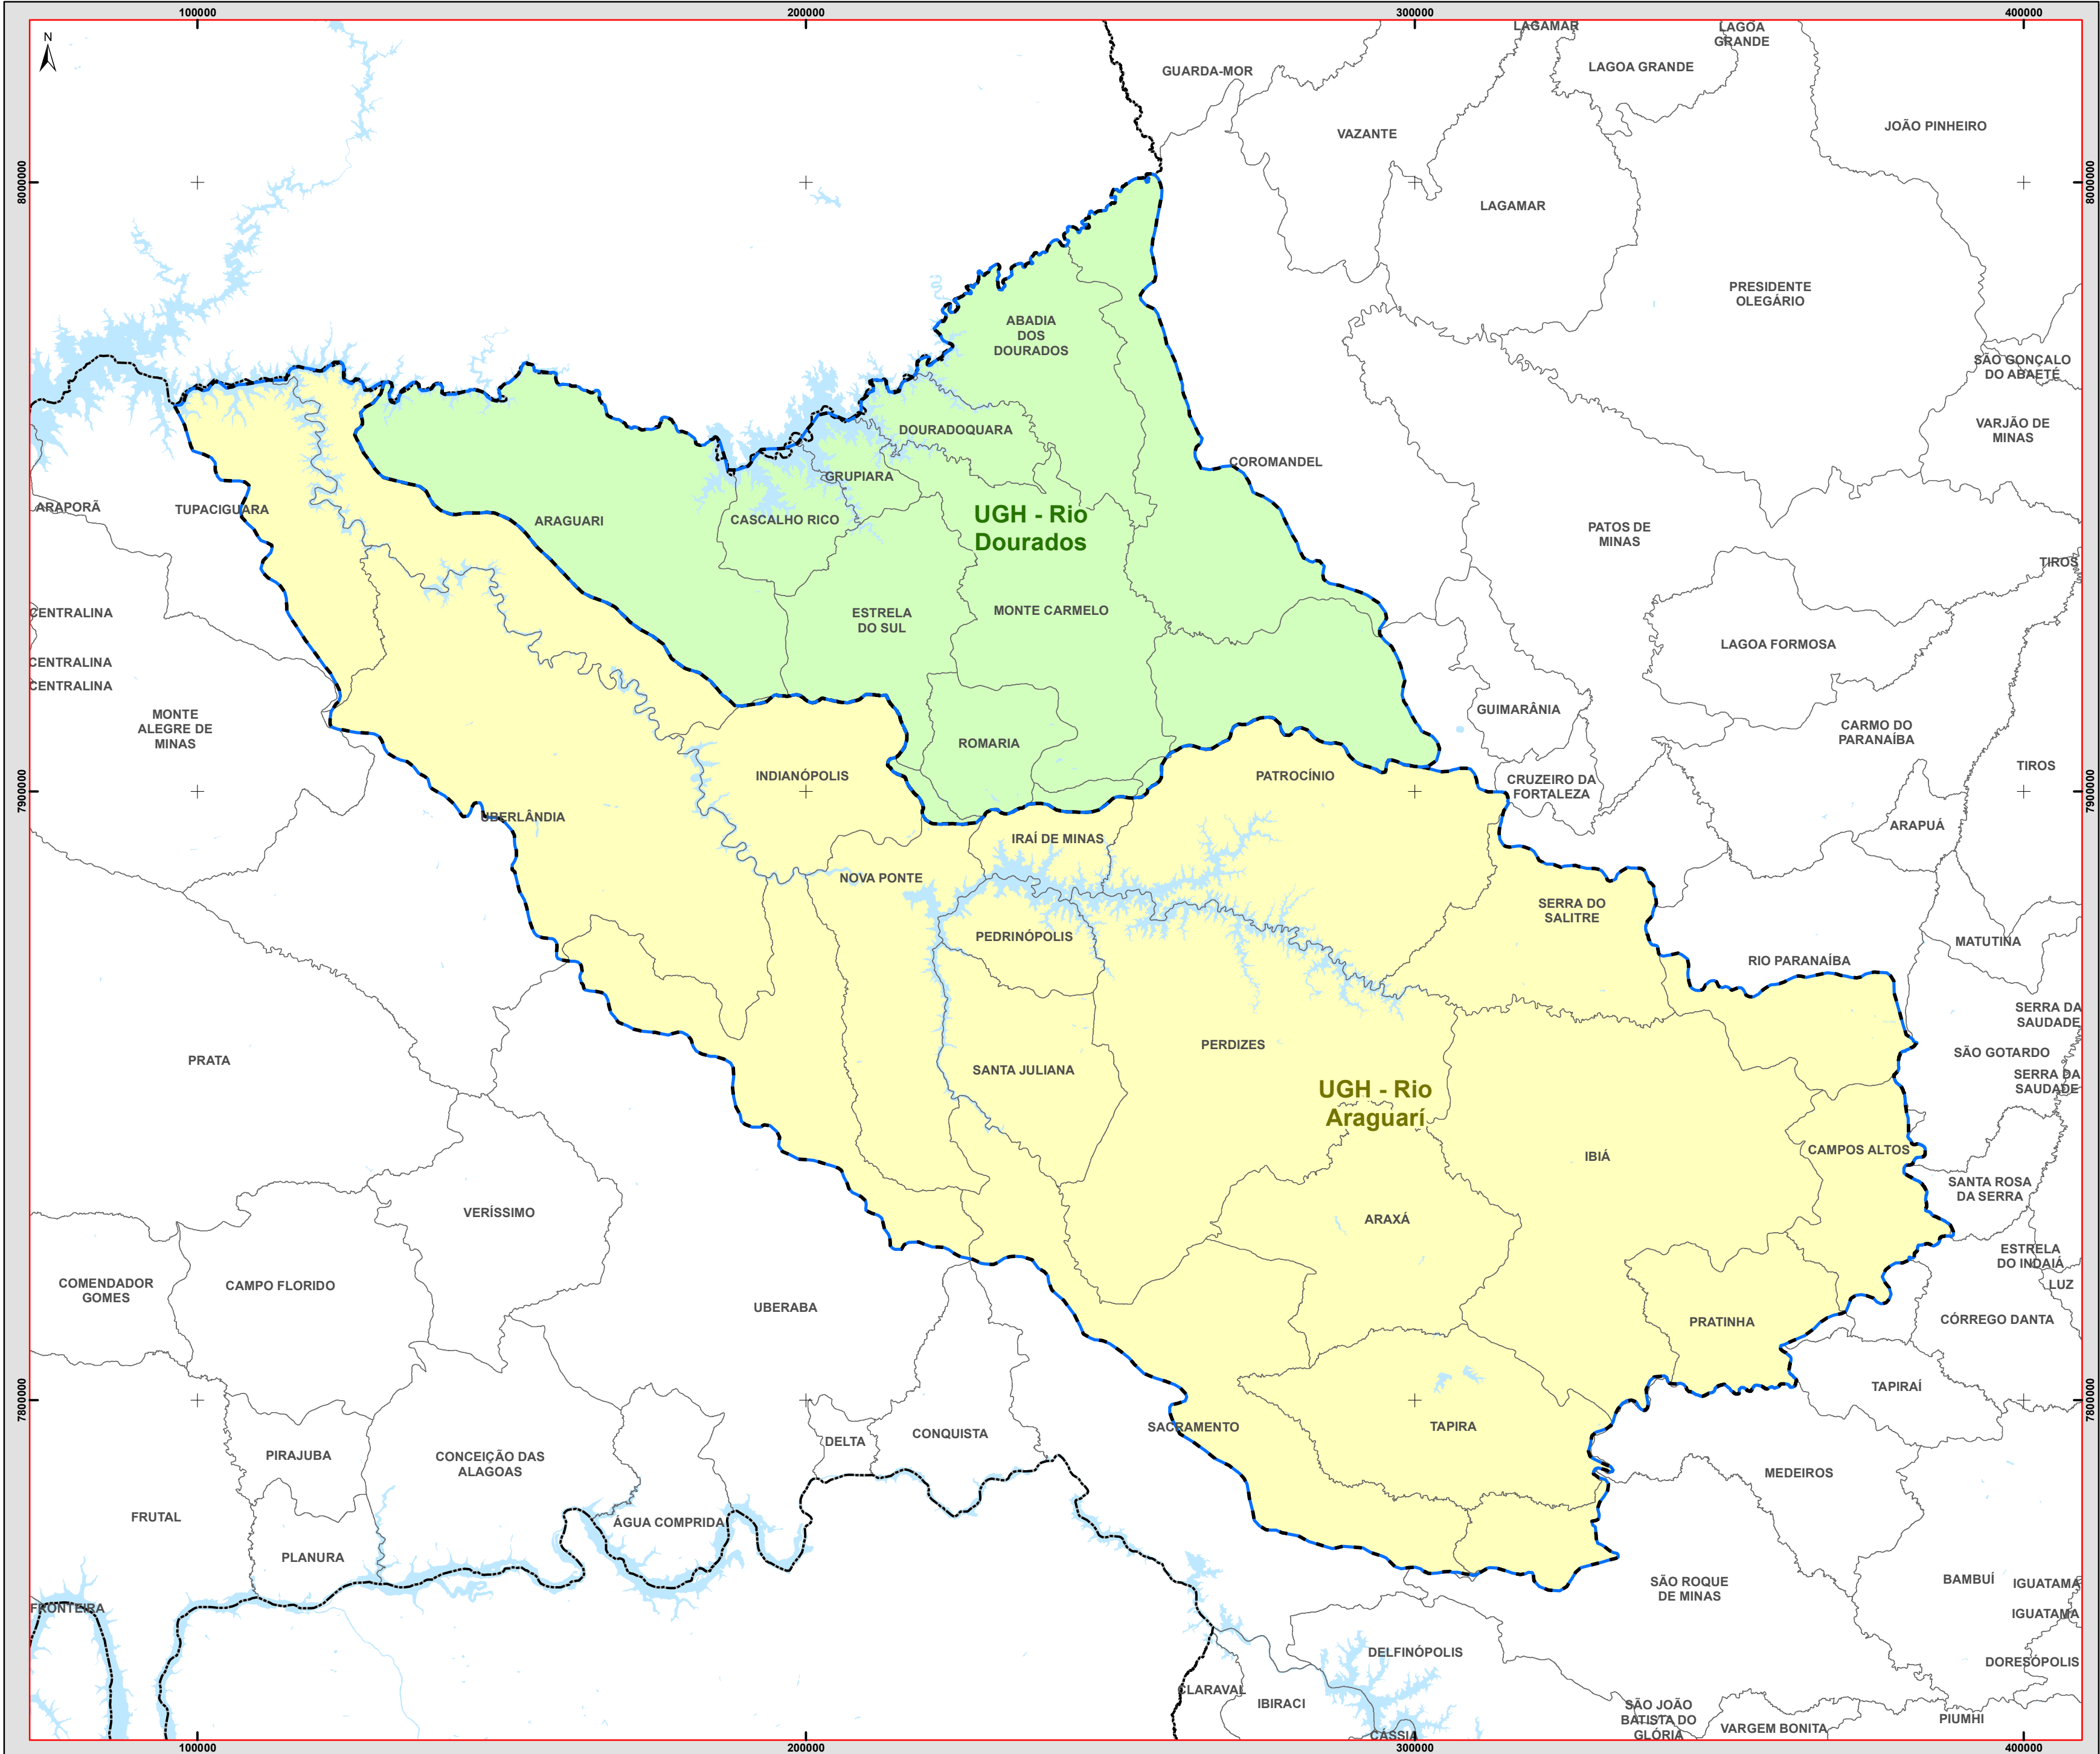 100000
200000
300000
400000
N
LAGAMAR
LAGOA
GRANDE
GUARDA-MOR
LAGOA GRANDE
VAZANTE
JOÃO PINHEIRO
8000000
8000000
LAGAMAR
PRESIDENTE
OLEGÁRIO
ABADIA
DOS
DOURADOS
SÃO GONÇALO
DO ABAETÉ
DOURADOQUARA
VARJÃO DE
MINAS
COROMANDEL
GRUPIARA
ARAPORÃ
TUPACIGUARA
ARAGUARI
CASCALHO RICO
UGH - Rio
Dourados
PATOS DE
MINAS
TIROS
CENTRALINA
ESTRELA
DO SUL
MONTE CARMELO
LAGOA FORMOSA
CENTRALINA
CENTRALINA
MONTE
ALEGRE DE
MINAS
GUIMARÂNIA
CARMO DO
PARANAÍBA
ROMARIA
TIROS
INDIANÓPOLIS
PATROCÍNIO
CRUZEIRO DA
FORTALEZA
7900000
7900000
UBERLÂNDIA
ARAPUÁ
IRAÍ DE MINAS
NOVA PONTE
SERRA DO
SALITRE
PEDRINÓPOLIS
MATUTINA
RIO PARANAÍBA
SERRA DA
SAUDADE
PERDIZES
SÃO GOTARDO
PRATA
SANTA JULIANA
SERRA DA
SAUDADE
UGH - Rio
Araguarí
IBIÁ
CAMPOS ALTOS
SANTA ROSA
DA SERRA
VERÍSSIMO
ARAXÁ
ESTRELA
DO INDAIÁ
COMENDADOR
GOMES
CAMPO FLORIDO
LUZ
UBERABA
PRATINHA
CÓRREGO DANTA
7800000
7800000
TAPIRAÍ
SACRAMENTO
TAPIRA
DELTA
CONQUISTA
PIRAJUBA
CONCEIÇÃO DAS
ALAGOAS
MEDEIROS
FRUTAL
ÁGUA COMPRIDA
PLANURA
SÃO ROQUE
DE MINAS
BAMBUÍ
IGUATAMA
FRONTEIRA
IGUATAMA
DELFINÓPOLIS
DORESÓPOLIS
CLARAVAL
IBIRACI
SÃO JOÃO
BATISTA DO
GLÓRIA
VARGEM BONITA
PIUMHI
CÁSSIA
100000
200000
300000
400000